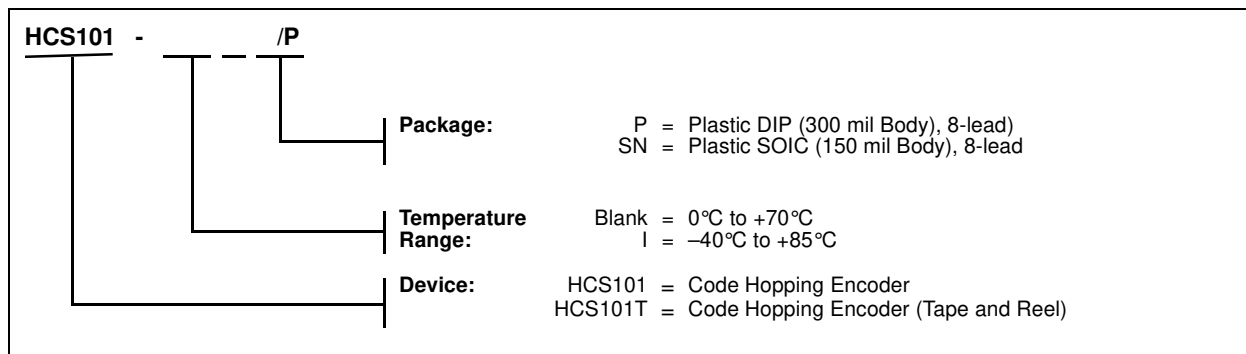 HCS101 - /P
Package: P = Plastic DIP (300 mil Body), 8-lead)
SN = Plastic SOIC (150 mil Body), 8-lead
Temperature Blank = 0°C to +70°C
Range: I = –40°C to +85°C
Device: HCS101 = Code Hopping Encoder
HCS101T = Code Hopping Encoder (Tape and Reel)